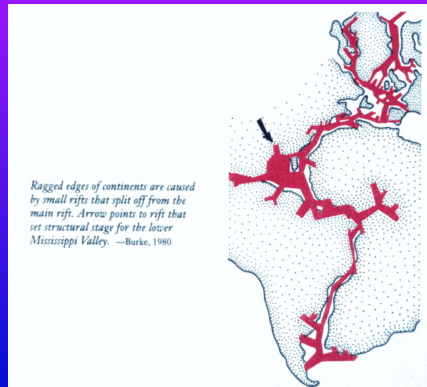 Ragged edges of continents are caused
by small rifts that split off from the
main rift. Arrow points to rift that
set structural stage for the lower
Mississippi Valley. —Burke, 1980